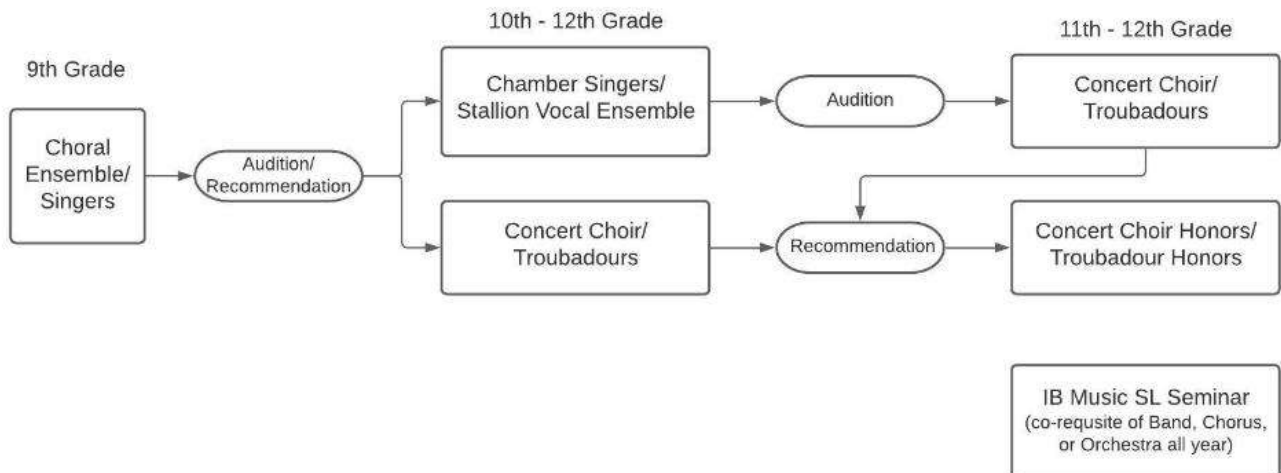 9th Grade
Choral
Ensemble/
Singers
Audition/
Recommendation
10th - 12th Grade
Chamber Singers/
Stallion Vocal Ensemble
Concert Choir/
Troubadours
Audition
Recommendation
11th - 12th Grade
Concert Choir/
Troubadours
Concert Choir Honors/
Troubadour Honors
IB Music SL Seminar
(co-requsite of Band, Chorus,
or Orchestra all year)